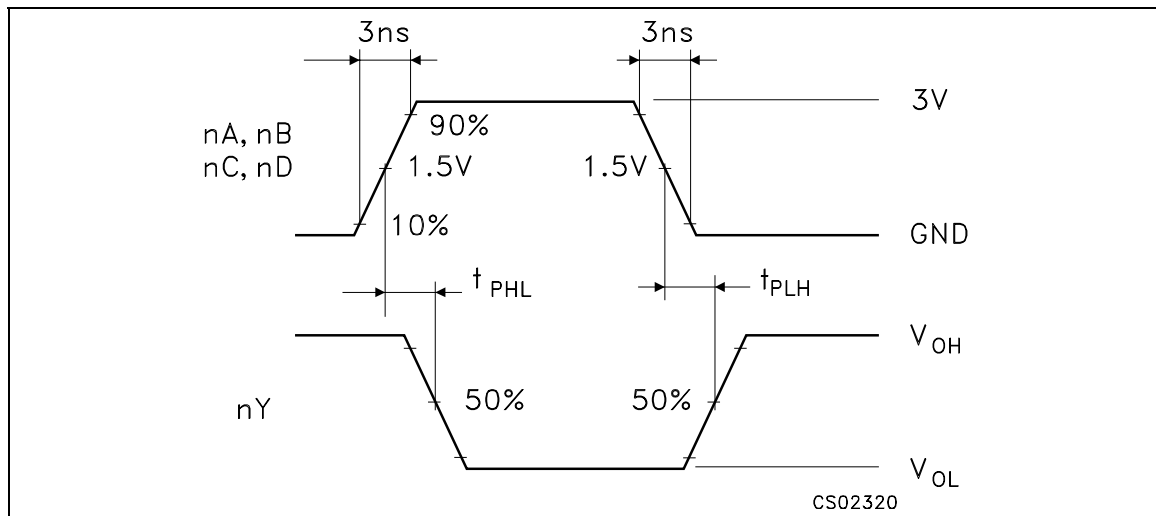 3ns 3ns
3V
nA, nB
nC, nD
90%
1.5V 1.5V
10%
GND
tPHL tPLH
VOH
nY
50% 50%
VOL
CS02320